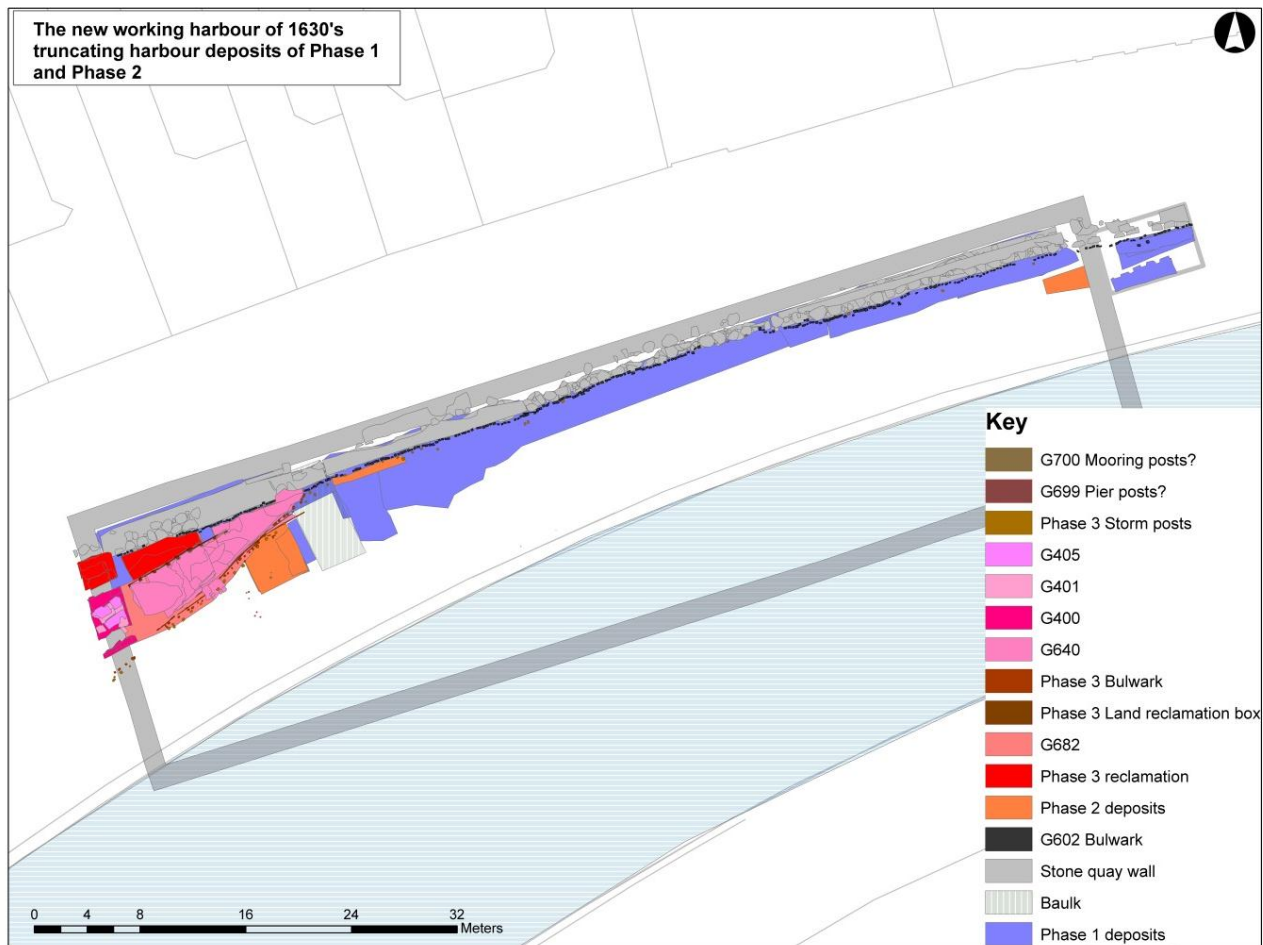 The new working harbour of 1630's
truncating harbour deposits of Phase 1
and Phase 2
Key
G700 Mooring posts?
G699 Pier posts?
Phase 3 Storm posts
G405
G401
G400
G640
Phase 3 Bulwark
Phase 3 Land reclamation box
G682
Phase 3 reclamation
Phase 2 deposits
G602 Bulwark
Stone quay wall
Baulk
Phase 1 deposits
0 4 8 16 24 32
Meters